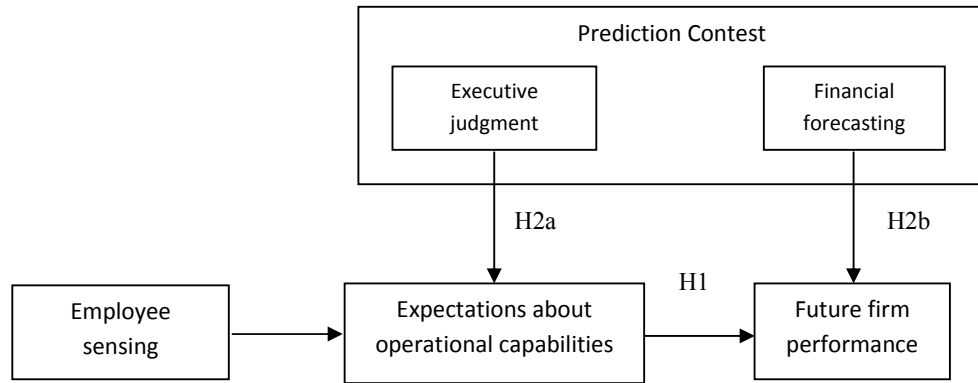 Prediction Contest
Executive
judgment
Financial
forecasting
H2a
H2b
H1
Employee
sensing
Expectations about
operational capabilities
Future firm
performance